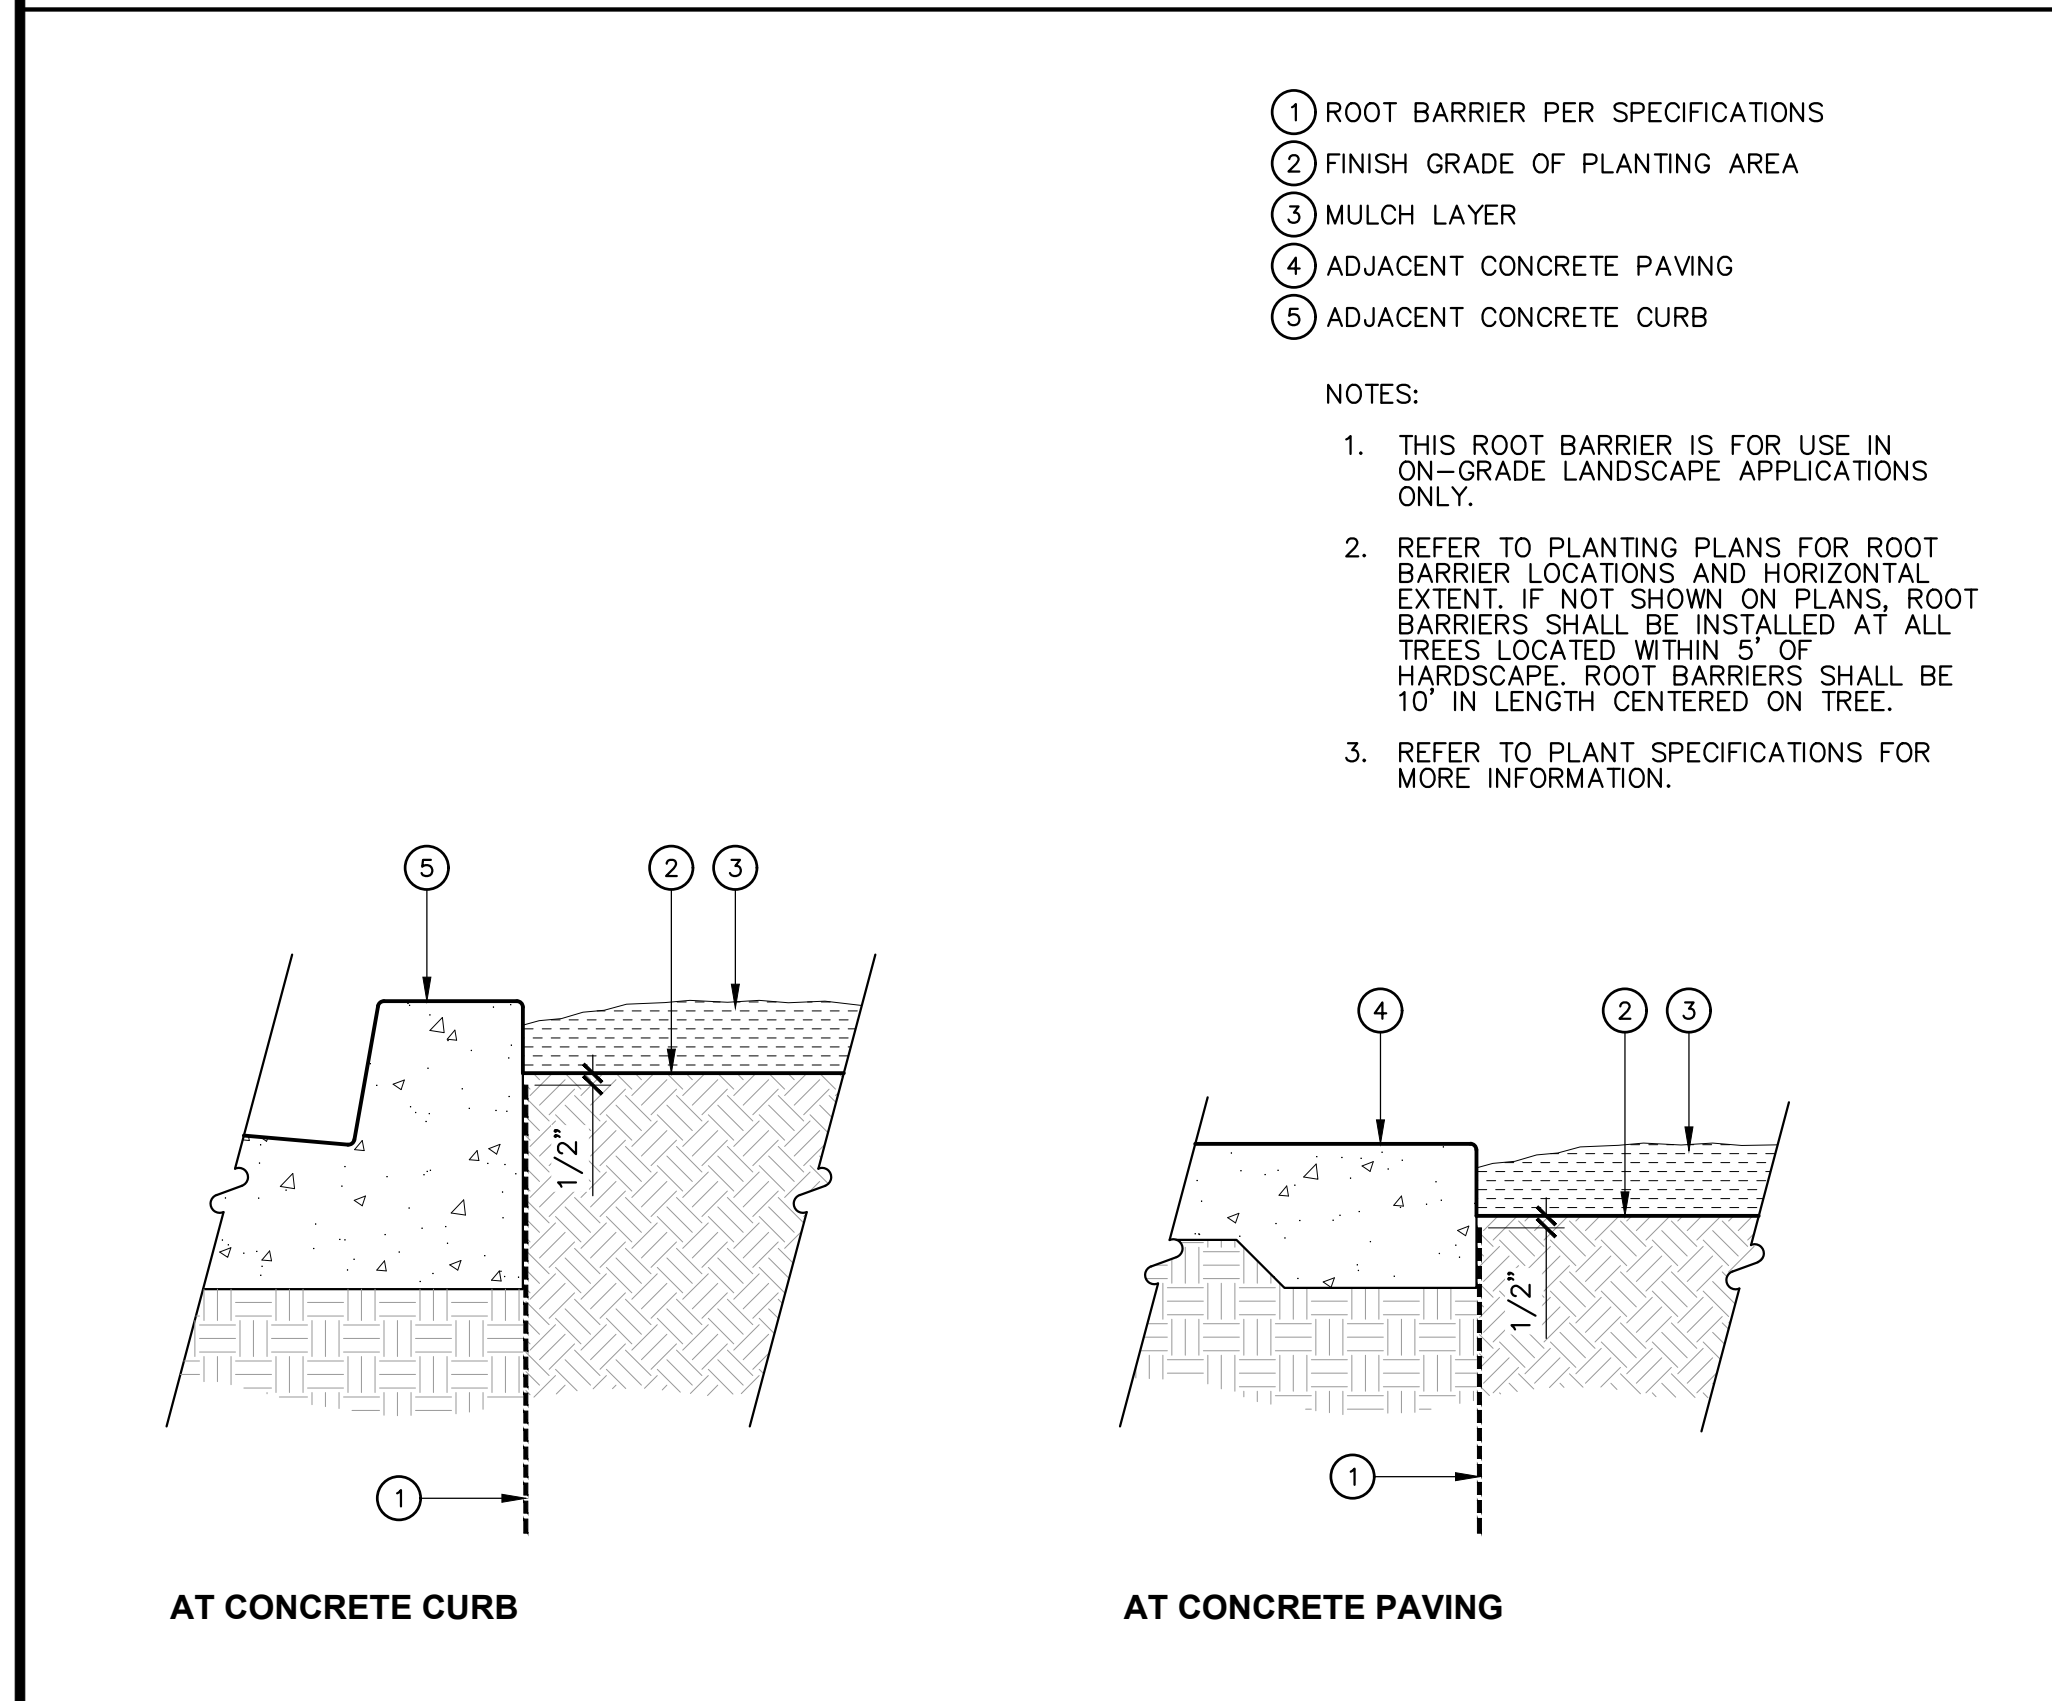 1 ROOT BARRIER PER SPECIFICATIONS
2 FINISH GRADE OF PLANTING AREA
3 MULCH LAYER
4 ADJACENT CONCRETE PAVING
5 ADJACENT CONCRETE CURB
NOTES:
1. THIS ROOT BARRIER IS FOR USE IN
ON-GRADE LANDSCAPE APPLICATIONS
ONLY.
2. REFER TO PLANTING PLANS FOR ROOT
BARRIER LOCATIONS AND HORIZONTAL
EXTENT. IF NOT SHOWN ON PLANS, ROOT
BARRIERS SHALL BE INSTALLED AT ALL
TREES LOCATED WITHIN 5' OF
HARDSCAPE. ROOT BARRIERS SHALL BE
10' IN LENGTH CENTERED ON TREE.
3. REFER TO PLANT SPECIFICATIONS FOR
MORE INFORMATION.
5 2 3
1/2"
1
AT CONCRETE CURB
4 2 3
1/2"
1
AT CONCRETE PAVING